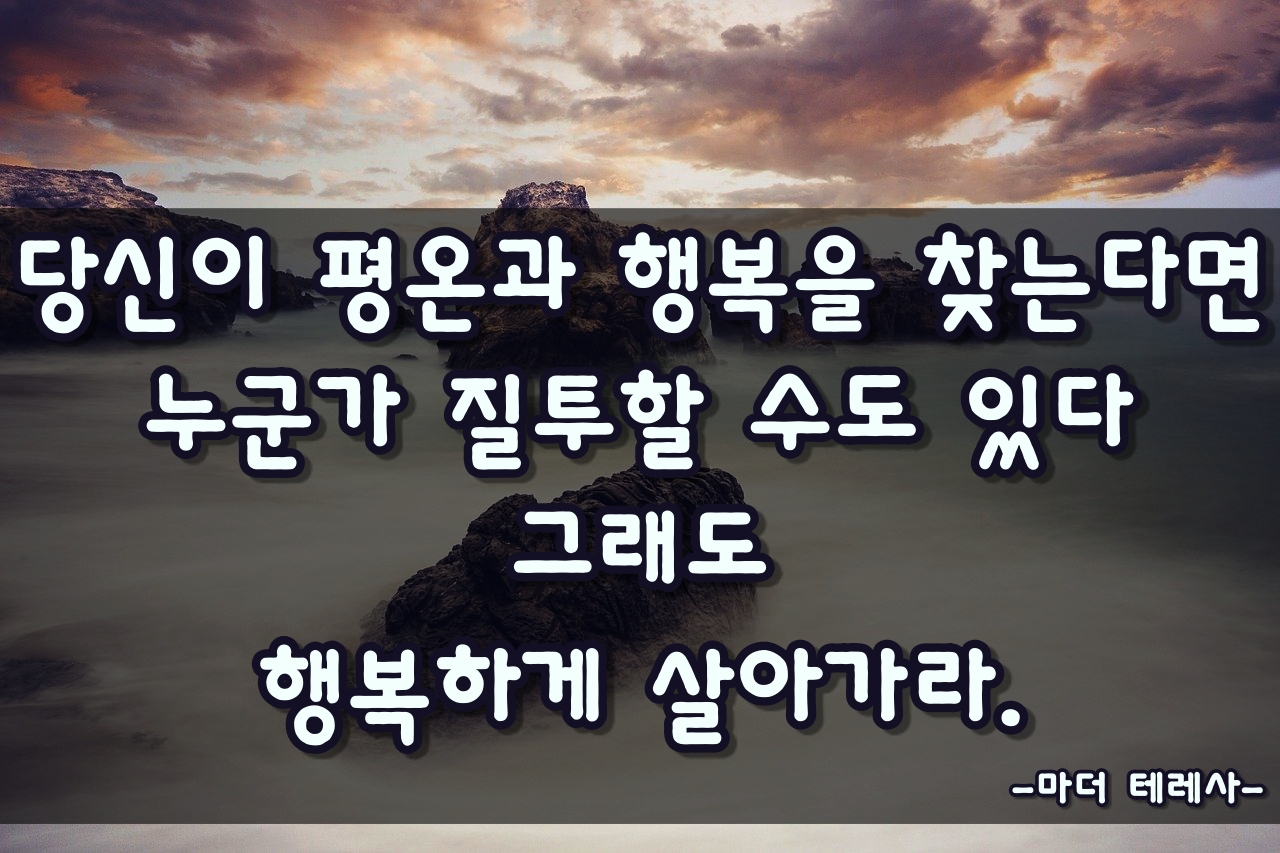 당신이 평온과 행복을 찾는다면
누군가 질투할 수도 있다
그래도
행복하게 살아가라.
-마더 테레사-